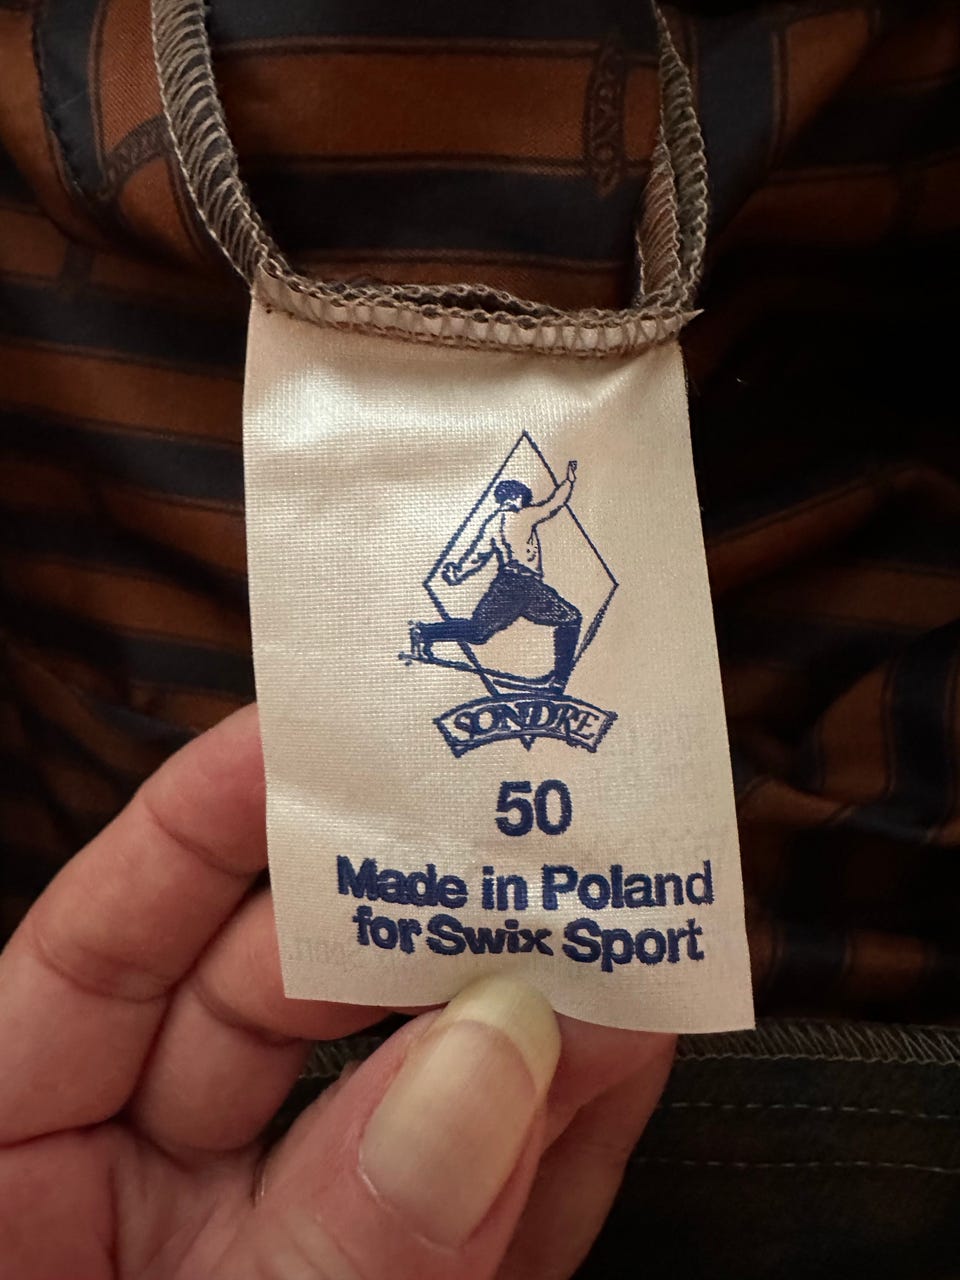 SONDRE
50
Made in Poland
for Swix Sport